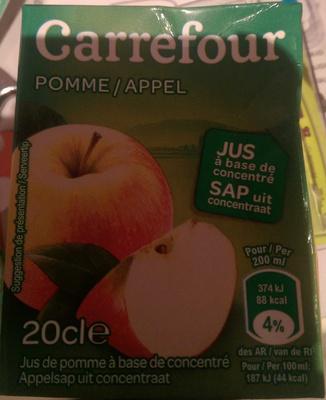 Carrefour
POMME / APPEL
JUS
à base de
concentré
SAP uit
concentraat
Suggestion de présentation / Serveertip
Pour / Per
200 ml
374 kJ
88 kcal
4%
des AR / van de RI
Pour / Per 100ml:
187 kJ (44 kcal)
20cle
Jus de pomme à base de concentré
Appelsap uit concentraat